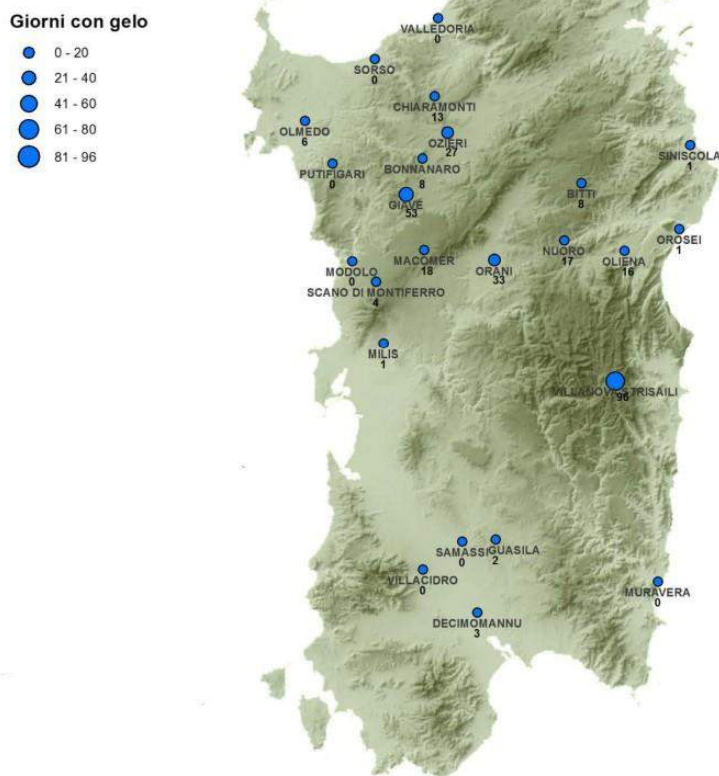 Giorni con gelo
0 - 20
21 - 40
41 - 60
61 - 80
81 - 96
VALLEDORIA
0
SORSO
0
CHIARAMONTI
13
OLMEDO
6
OZIERI
27
SINISCOLA
1
BONNANARO
8
PUTIFIGARI
0
BITTI
8
GIAVE
53
OROSEI
1
NUORO
17
MACOMER
18
OLIENA
16
MODOLO
0
ORANI
33
SCANO DI MONTIFERRO
4
MILIS
1
VILLANOVA STRISAILI
96
SAMASSI
0
GUASILA
2
VILLACIDRO
0
MURAVERA
0
DECIMOMANNU
3